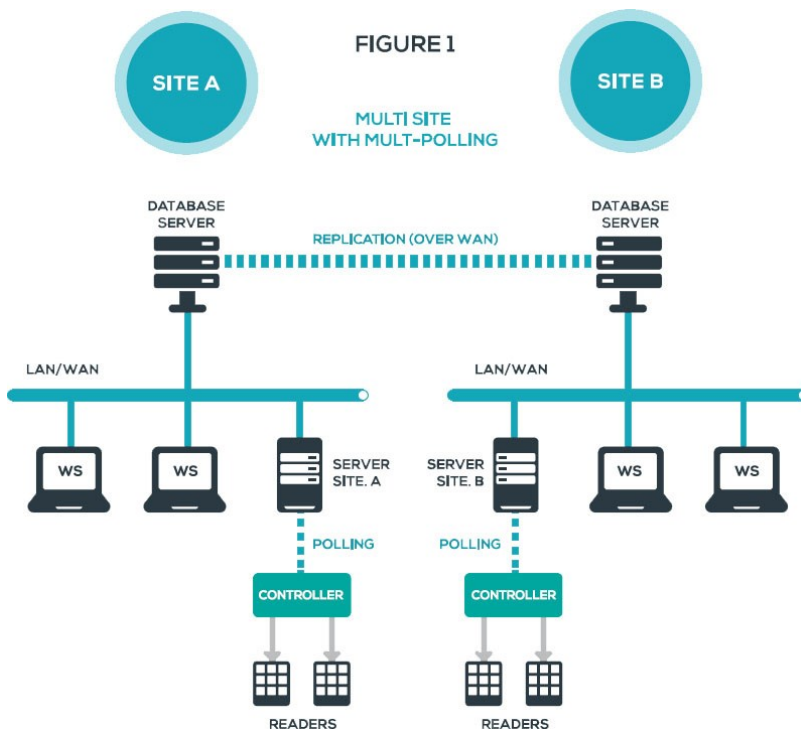 FIGURE 1
SITE A
SITE B
MULTI SITE
WITH MULT-POLLING
DATABASE
SERVER
DATABASE
SERVER
REPLICATION (OVER WAN)
LAN/WAN
LAN/WAN
WS
WS
SERVER
SITE. A
SERVER
SITE. B
WS
WS
POLLING
POLLING
CONTROLLER
CONTROLLER
READERS
READERS